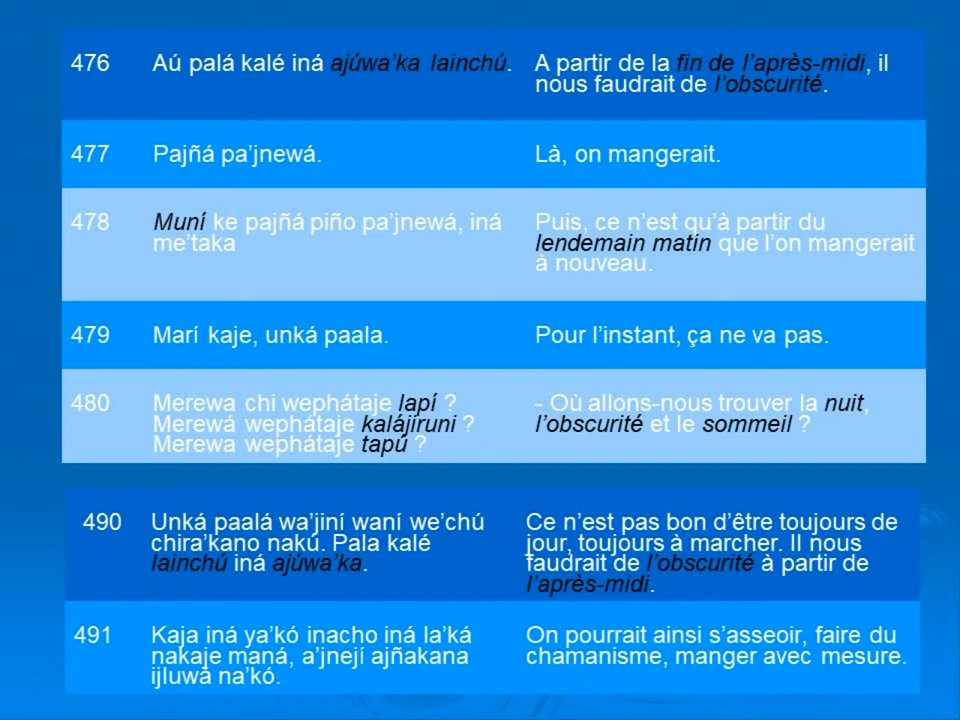 476 Aú palá kalé iná ajúwa’ka lainchú. A partir de la fin de l’après-midi, il
nous faudrait de l’obscurité.
477 Pajñá pa’jnewá. Là, on mangerait.
478 Muní ke pajñá piño pa’jnewá, iná Puis, ce n’est qu’à partir du
me’taka lendemain matin que l’on mangerait
à nouveau.
479 Marí kaje, unká paala. Pour l’instant, ça ne va pas.
480 Merewa chi wephátaje lapí ? - Où allons-nous trouver la nuit,
Merewá wephátaje kalájiruni ? l’obscurité et le sommeil ?
Merewa wephátaje tapú ?
490 Unká paalá wa’jiní waní we’chú Ce n’est pas bon d’être toujours de
chira’kano nakú. Pala kalé jour, toujours à marcher. Il nous
lainchú iná ajúwa’ka. faudrait de l’obscurité à partir de
l’après-midi.
491 Kaja iná ya’kó inacho iná la’ká On pourrait ainsi s’asseoir, faire du
nakaje maná, a’jnejí ajñakana chamanisme, manger avec mesure.
ijluwá na’kó.